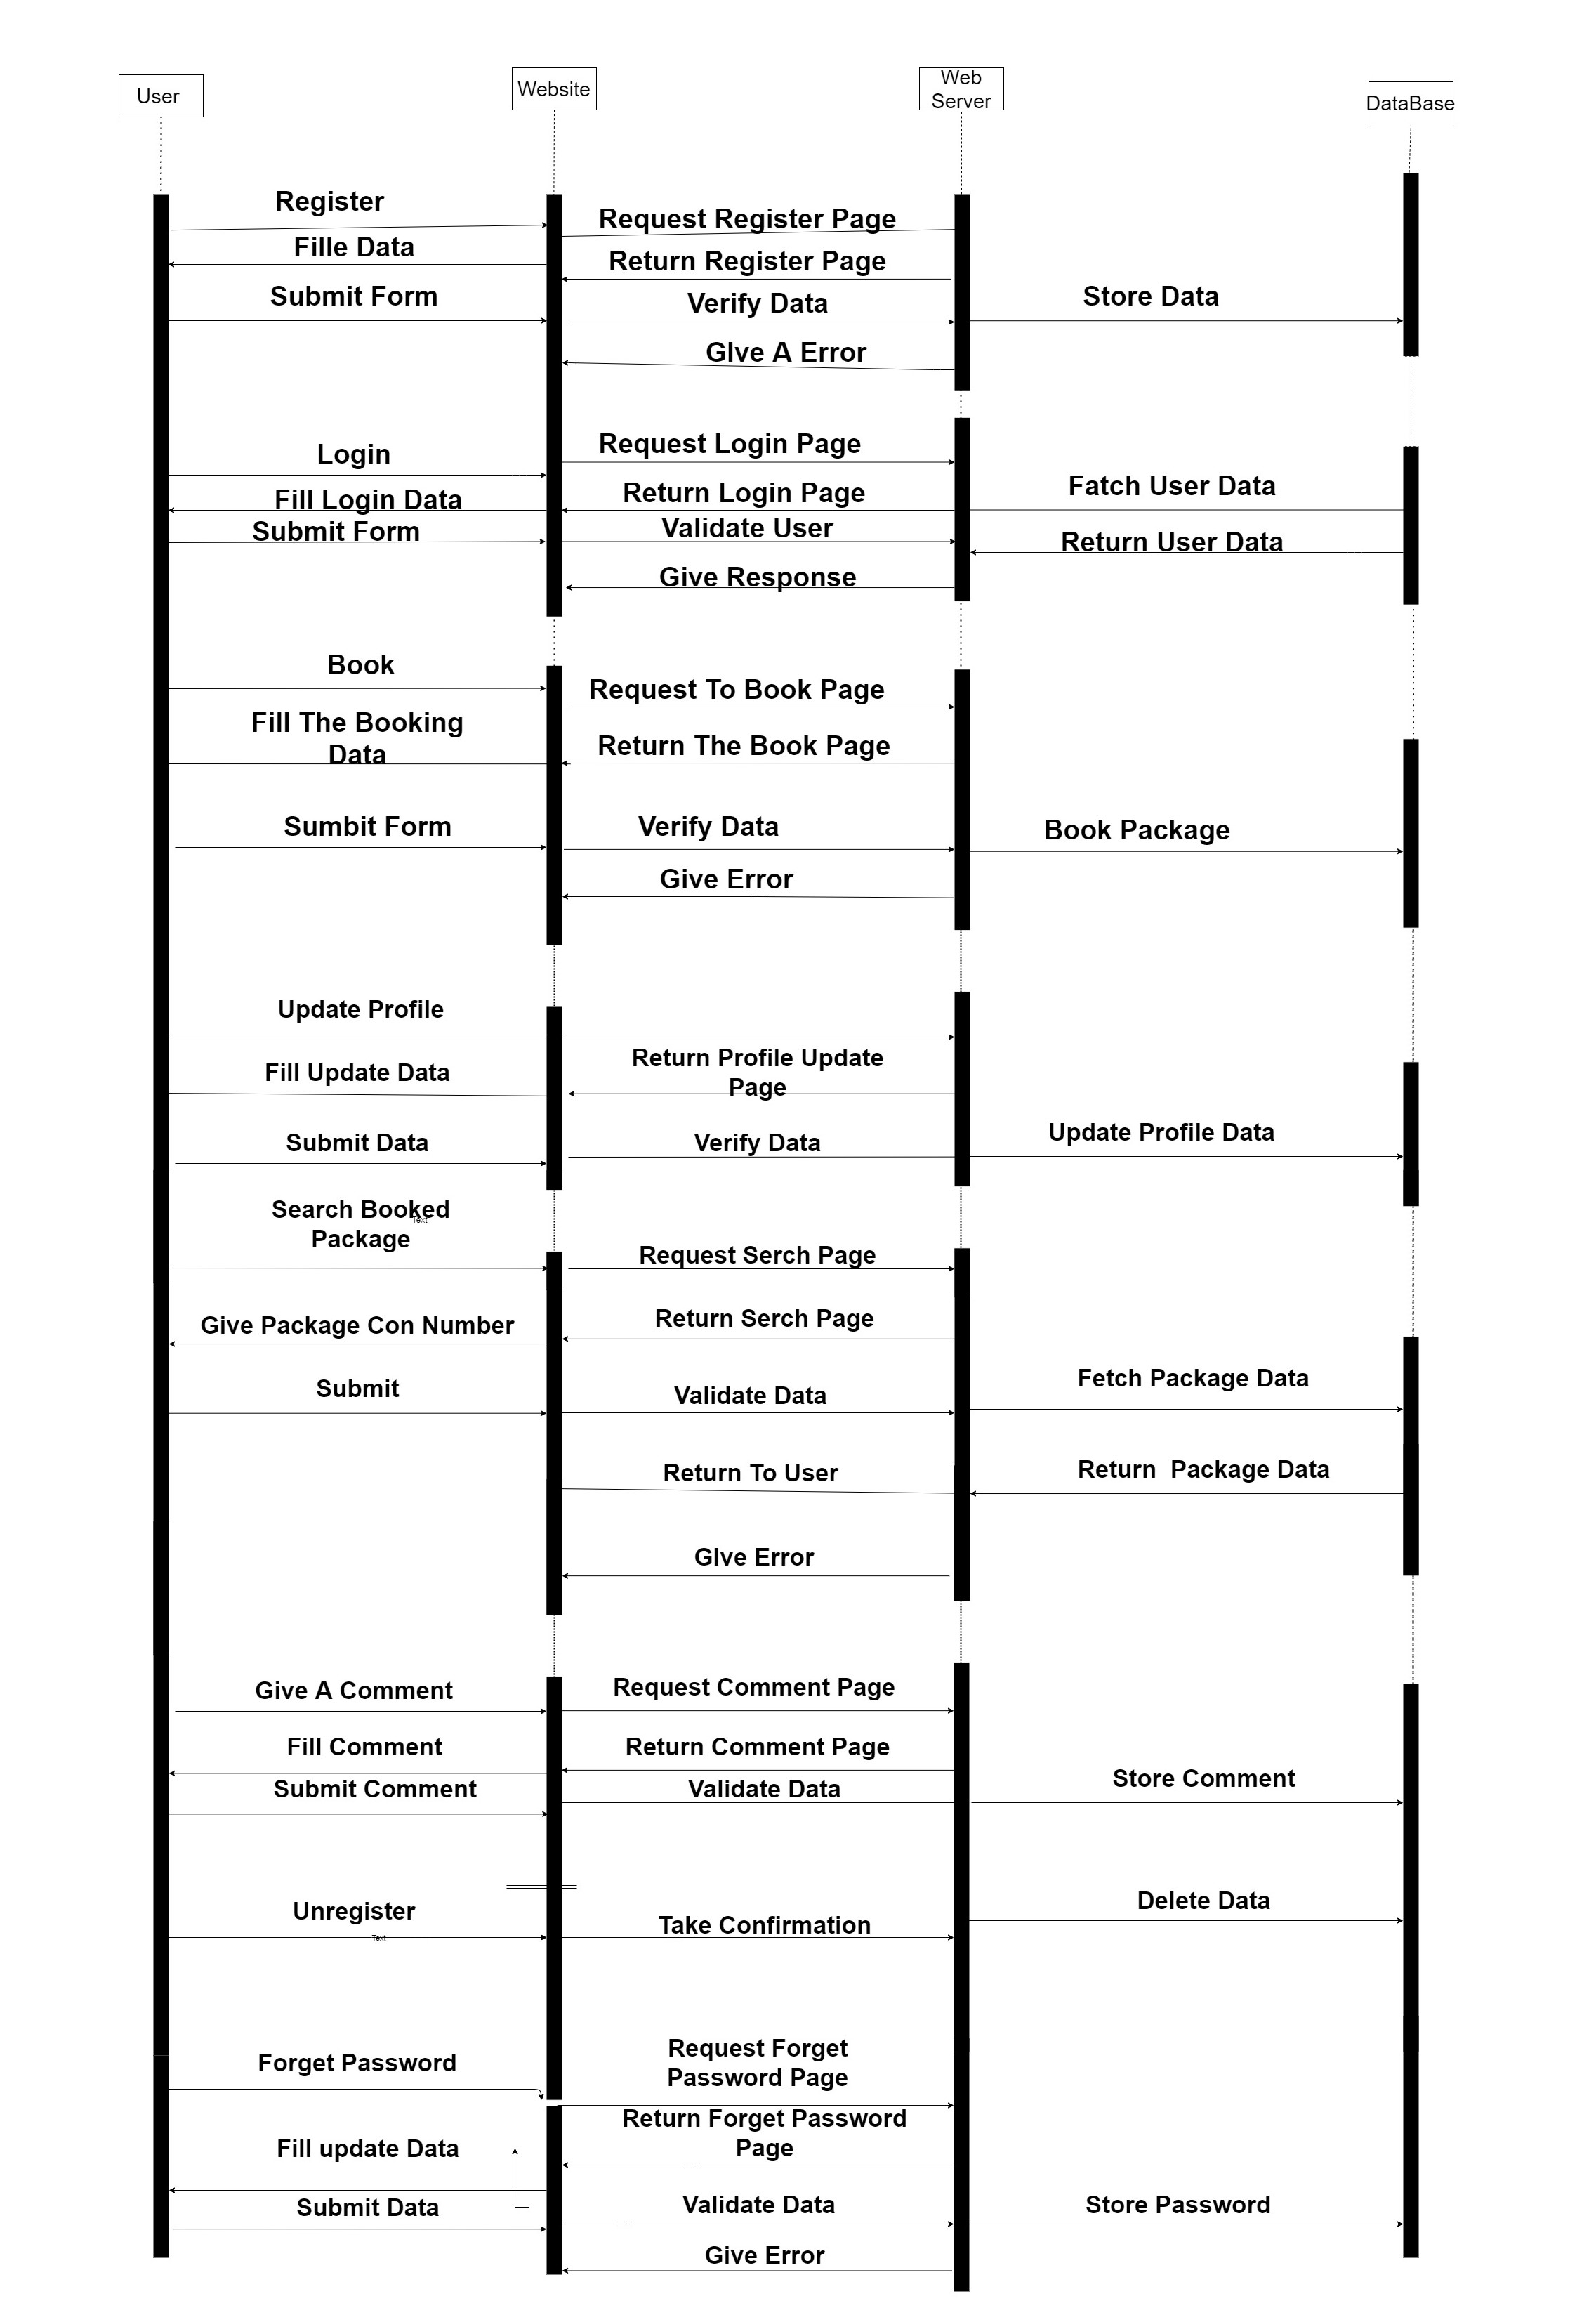 User
Website
Web
Server
DataBase
Register
Request Register Page
Fille Data
Return Register Page
Submit Form
Verify Data
Store Data
GIve A Error
Login
Request Login Page
Fill Login Data
Return Login Page
Fatch User Data
Submit Form
Validate User
Return User Data
Give Response
Book
Request To Book Page
Fill The Booking
Data
Return The Book Page
Sumbit Form
Verify Data
Book Package
Give Error
Update Profile
Return Profile Update
Page
Fill Update Data
Submit Data
Verify Data
Update Profile Data
Search Booked
Package
Text
Request Serch Page
Give Package Con Number
Return Serch Page
Submit
Validate Data
Fetch Package Data
Return To User
Return  Package Data
GIve Error
Give A Comment
Request Comment Page
Fill Comment
Return Comment Page
Submit Comment
Validate Data
Store Comment
Unregister
Text
Take Confirmation
Delete Data
Forget Password
Request Forget
Password Page
Return Forget Password
Page
Fill update Data
Submit Data
Validate Data
Store Password
Give Error